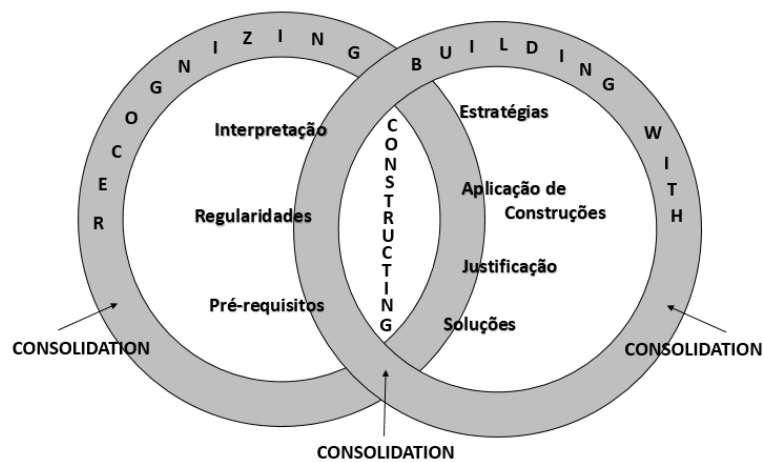 RECOGNIZING
BUILDING WITH
Interpretação
Regularidades
Pré-requisitos
CONSTRUCTING
Estratégias
Aplicação de
Construções
Justificação
Soluções
CONSOLIDATION
CONSOLIDATION
CONSOLIDATION